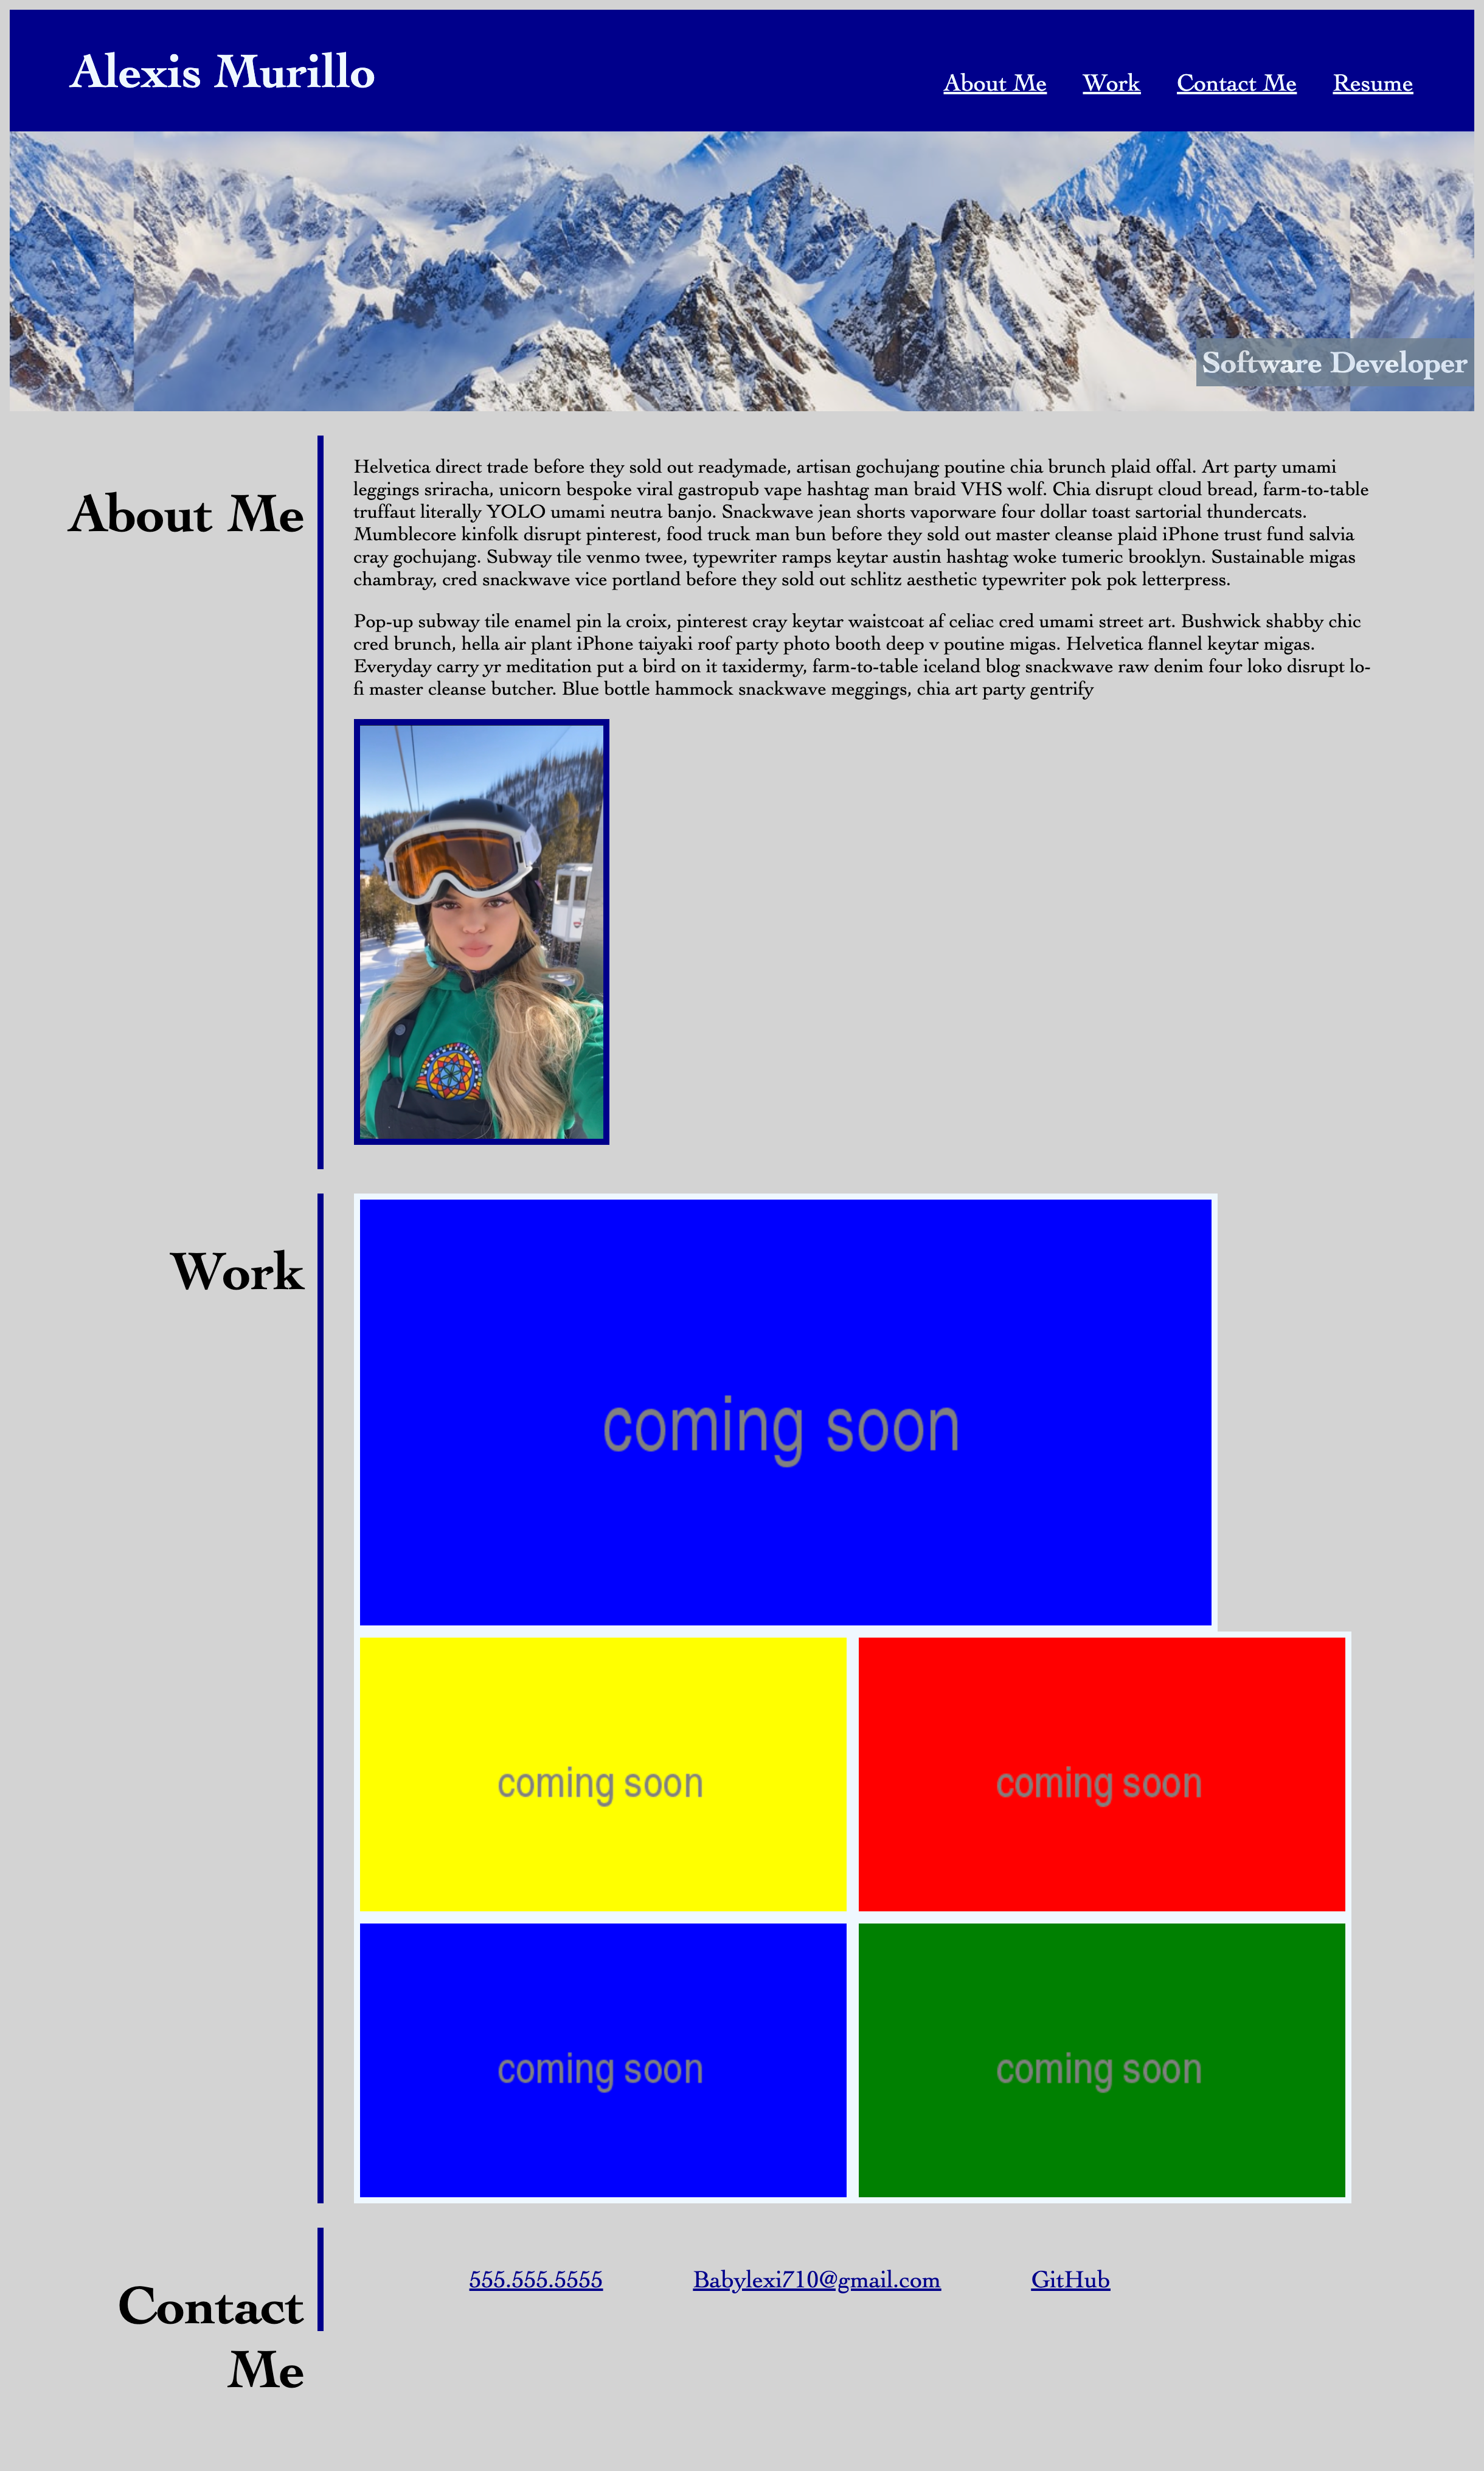 Alexis Murillo
About Me Work Contact Me Resume
Software Developer
About Me
Helvetica direct trade before they sold out readymade, artisan gochujang poutine chia brunch plaid offal. Art party umami
leggings sriracha, unicorn bespoke viral gastropub vape hashtag man braid VHS wolf. Chia disrupt cloud bread, farm-to-table
truffaut literally YOLO umami neutra banjo. Snackwave jean shorts vaporware four dollar toast sartorial thundercats.
Mumblecore kinfolk disrupt pinterest, food truck man bun before they sold out master cleanse plaid iPhone trust fund salvia
cray gochujang. Subway tile venmo twee, typewriter ramps keytar austin hashtag woke tumeric brooklyn. Sustainable migas
chambray, cred snackwave vice portland before they sold out schlitz aesthetic typewriter pok pok letterpress.
Pop-up subway tile enamel pin la croix, pinterest cray keytar waistcoat af celiac cred umami street art. Bushwick shabby chic
cred brunch, hella air plant iPhone taiyaki roof party photo booth deep v poutine migas. Helvetica flannel keytar migas.
Everyday carry yr meditation put a bird on it taxidermy, farm-to-table iceland blog snackwave raw denim four loko disrupt lo-
fi master cleanse butcher. Blue bottle hammock snackwave meggings, chia art party gentrify
Work
coming soon
coming soon
coming soon
coming soon
coming soon
Contact
Me
555.555.5555 Babylexi710@gmail.com GitHub